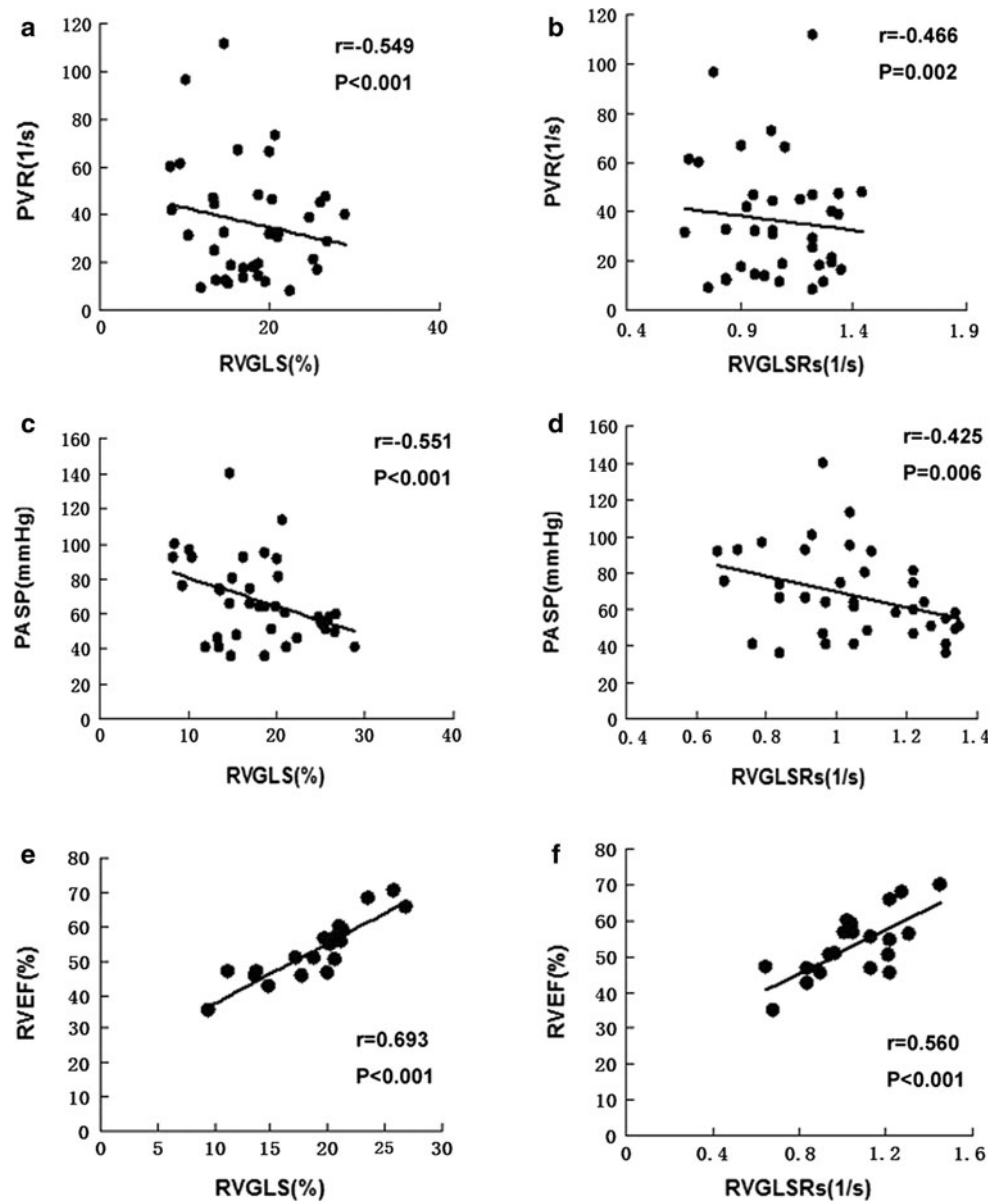 a
r=-0.549
P<0.001
PVR(1/s)
120
100
80
60
40
20
0
0 20 40
RVGLS(%)
b
r=-0.466
P=0.002
PVR(1/s)
120
100
80
60
40
20
0
0.4 0.9 1.4 1.9
RVGLSRs(1/s)
c
r=-0.551
P<0.001
PASP(mmHg)
160
140
120
100
80
60
40
20
0
0 10 20 30 40
RVGLS(%)
d
r=-0.425
P=0.006
PASP(mmHg)
160
140
120
100
80
60
40
20
0
0.4 0.6 0.8 1 1.2 1.4
RVGLSRs(1/s)
e
RVEF(%)
80
70
60
50
40
30
20
10
0
r=0.693
P<0.001
0 5 10 15 20 25 30
RVGLS(%)
f
RVEF(%)
80
70
60
50
40
30
20
10
0
r=0.560
P<0.001
0 0.4 0.8 1.2 1.6
RVGLSRs(1/s)